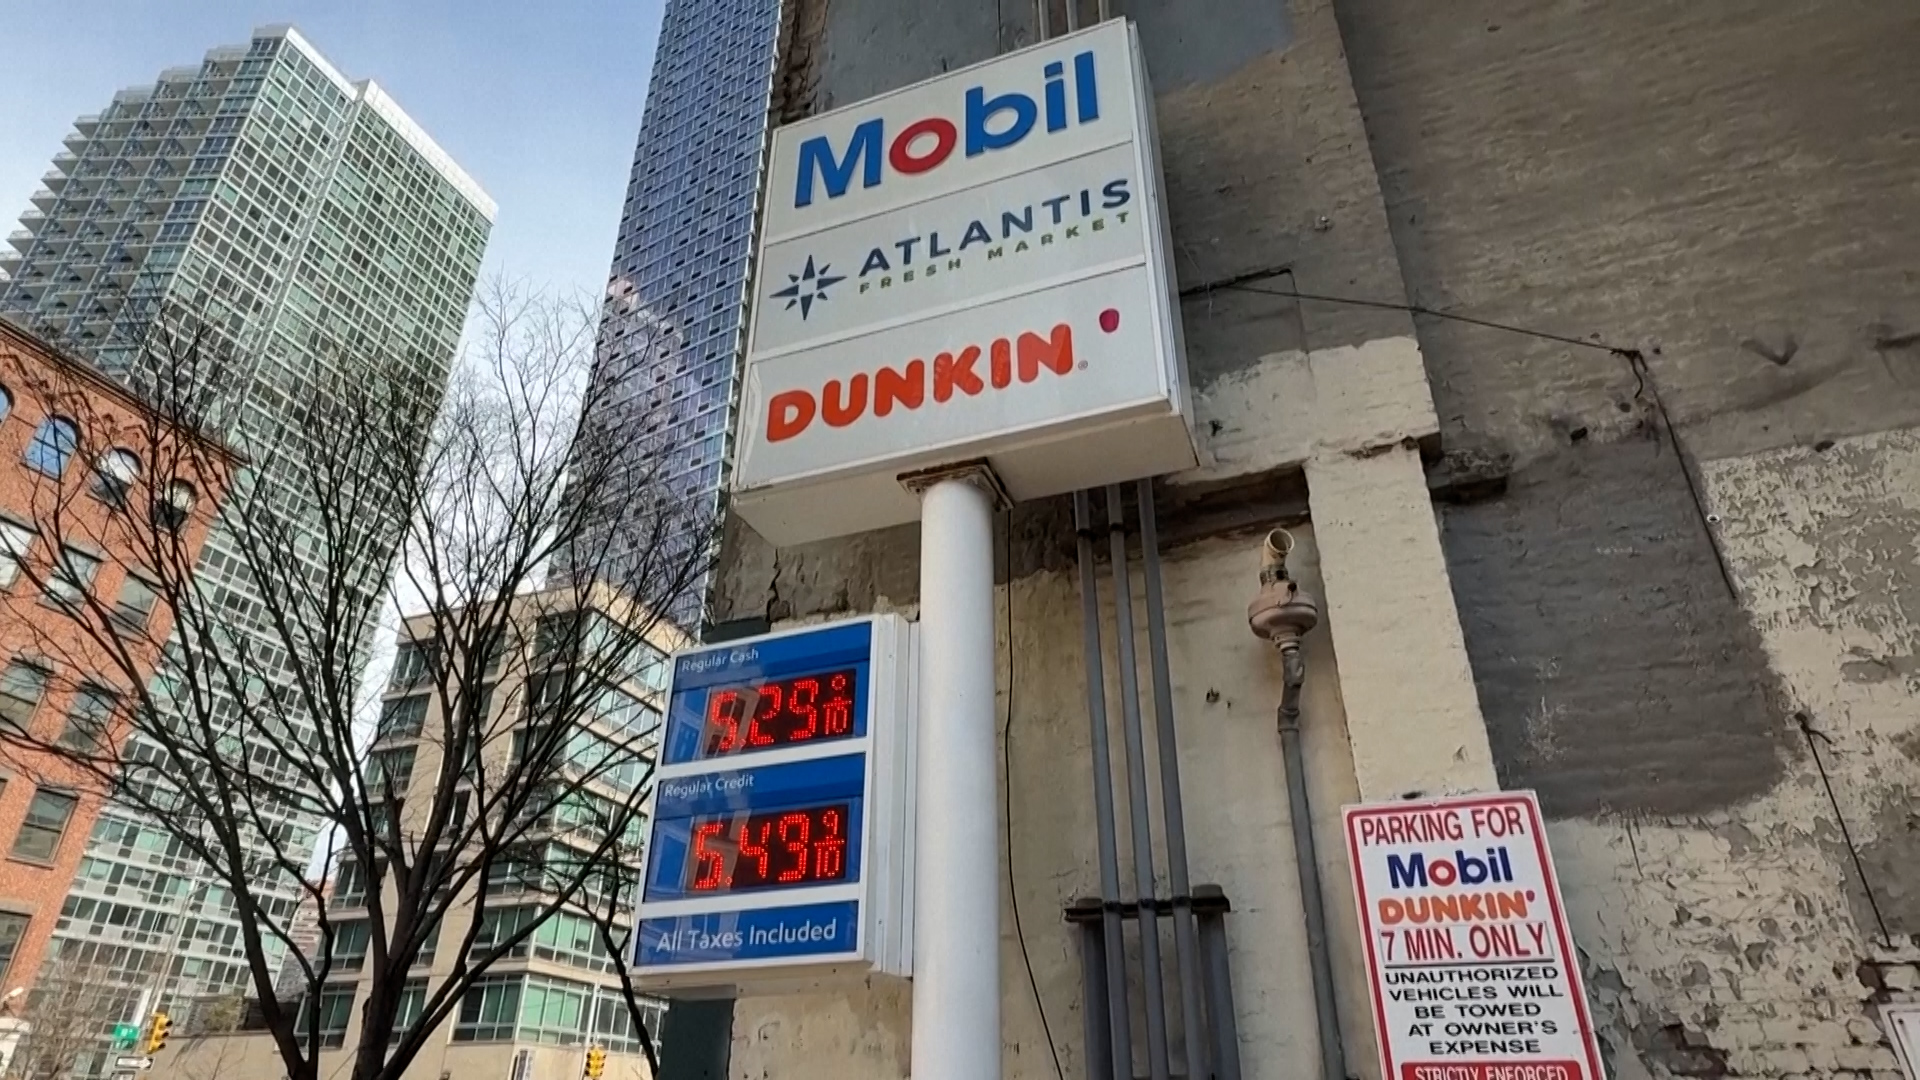 Mobil
ATLANTIS
FRESH MARKET
DUNKIN'
Regular Cash
5.29 9/10
Regular Credit
5.49 9/10
All Taxes Included
PARKING FOR
Mobil
DUNKIN'
7 MIN. ONLY
UNAUTHORIZED
VEHICLES WILL
BE TOWED
AT OWNER'S
EXPENSE
STRICTLY ENFORCED